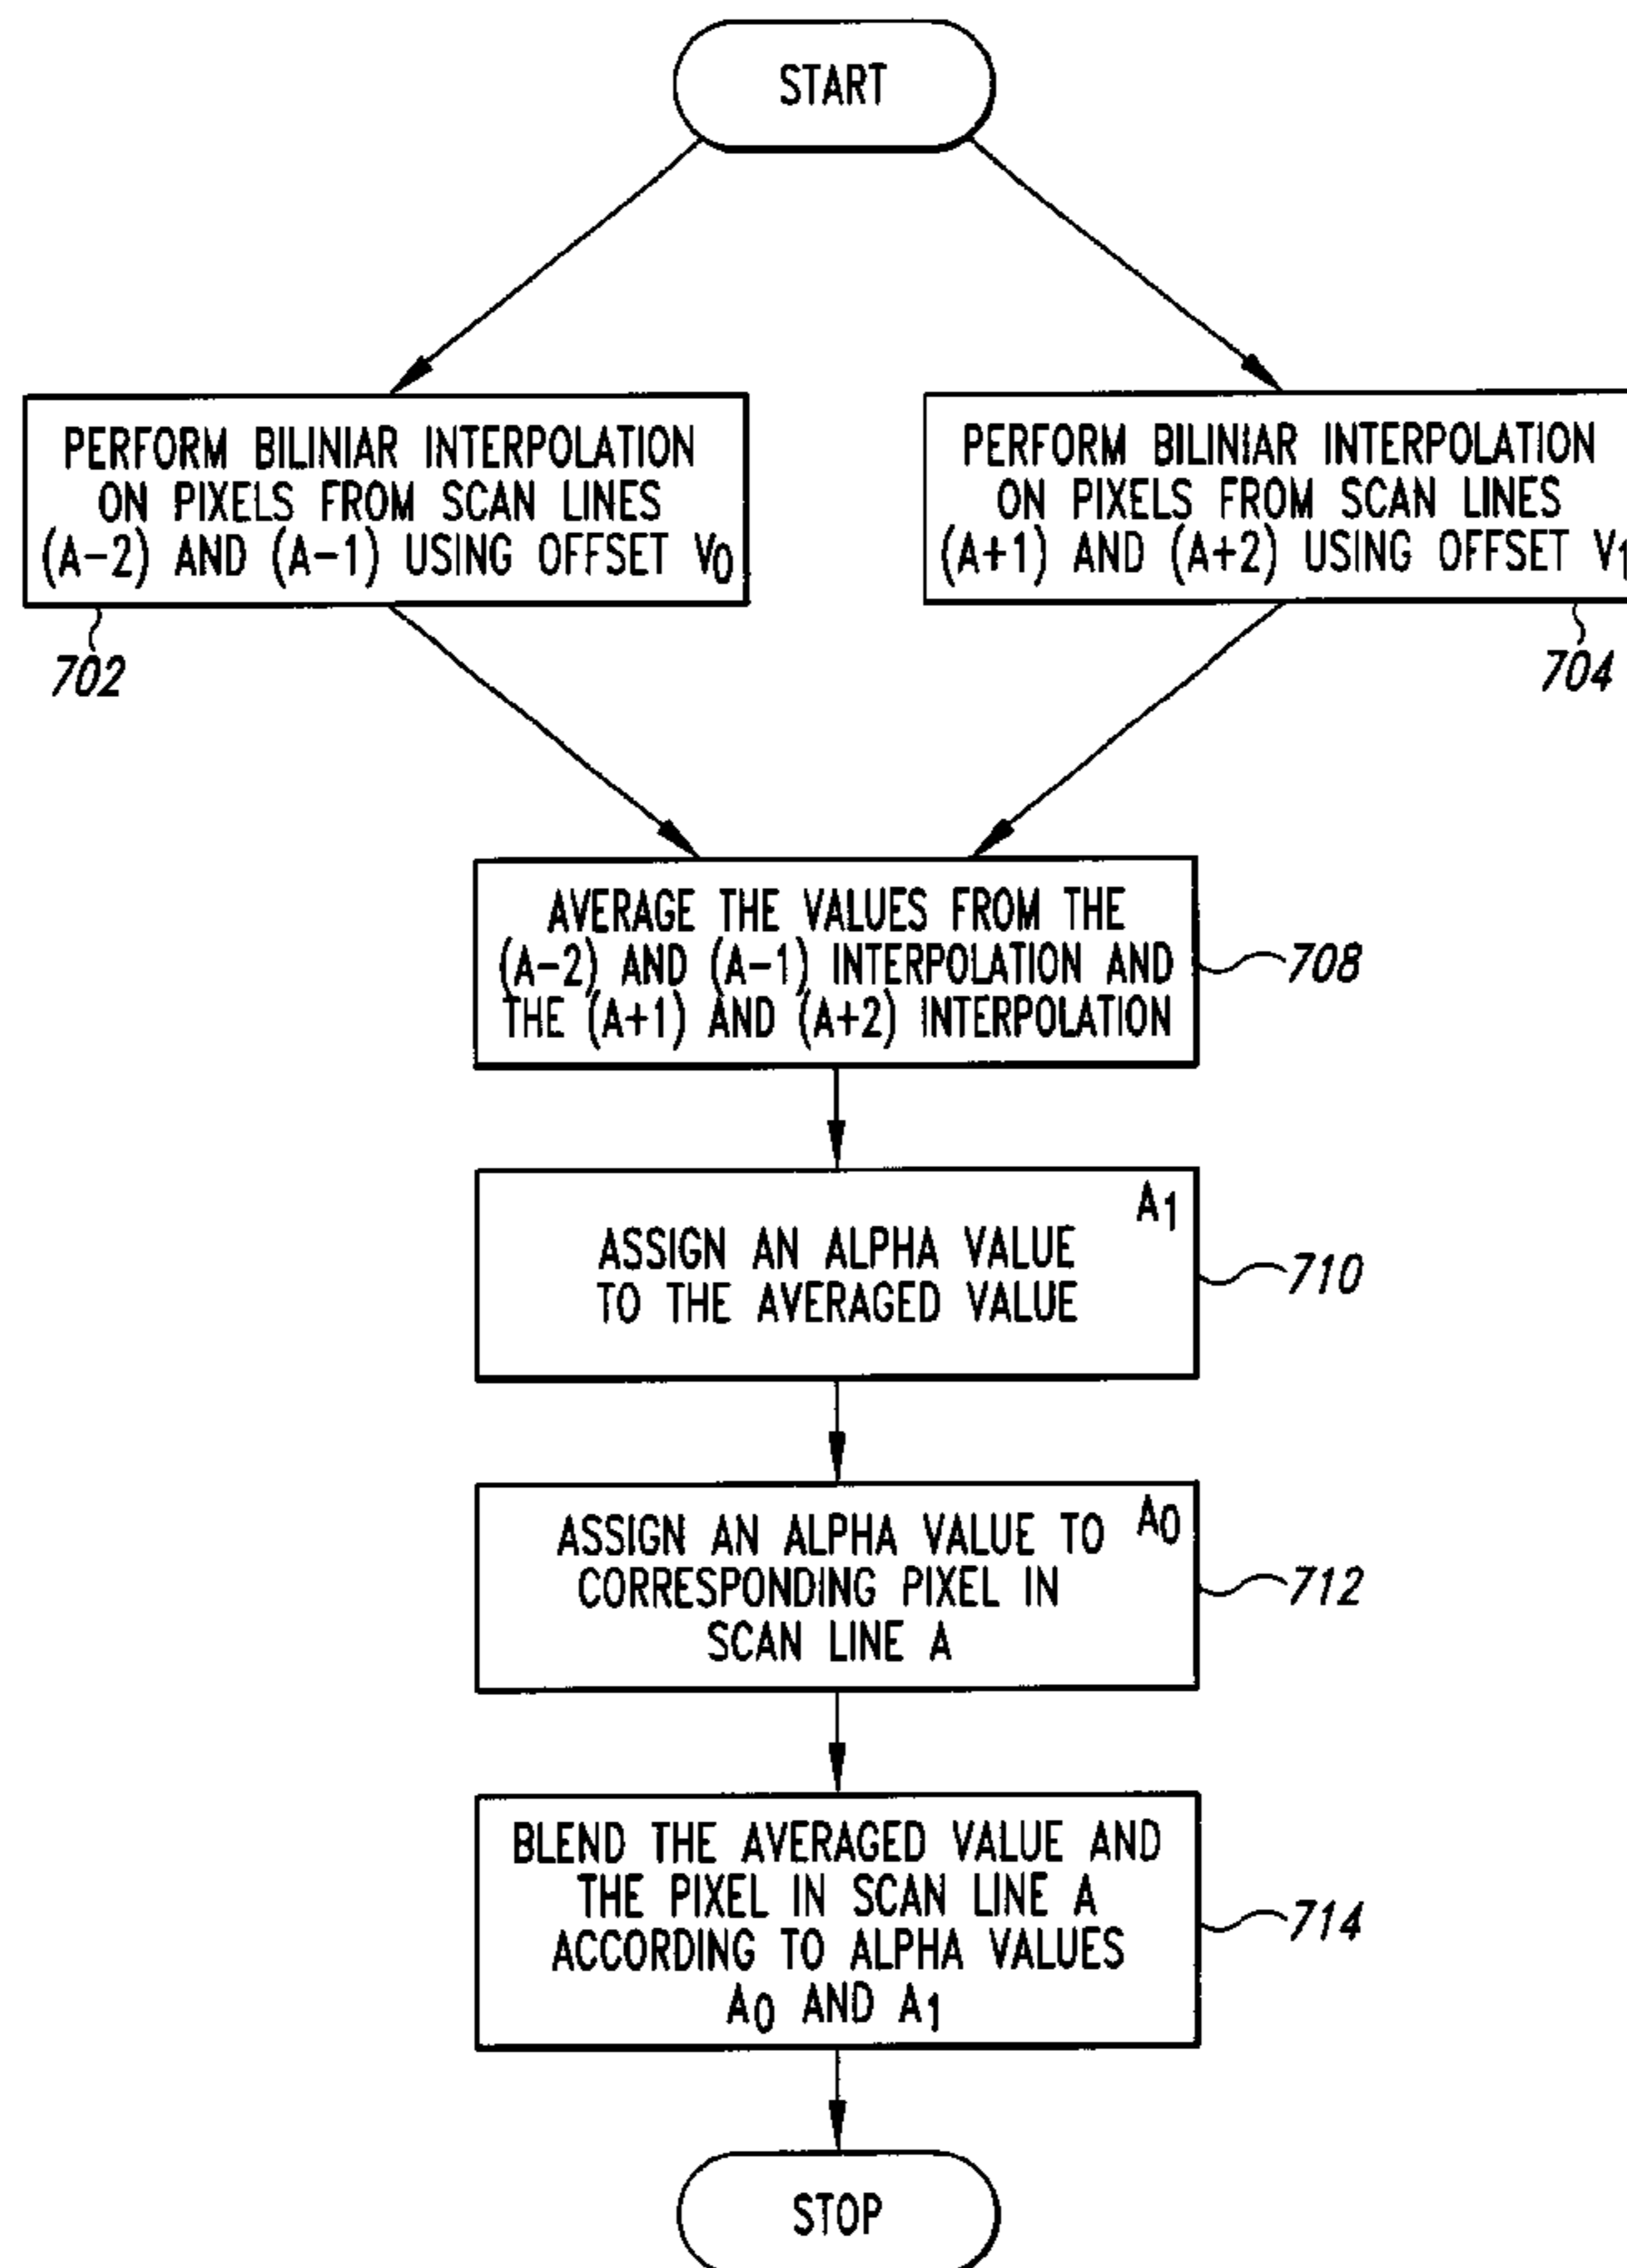 START
PERFORM BILINIAR INTERPOLATION
ON PIXELS FROM SCAN LINES
(A-2) AND (A-1) USING OFFSET V0
702
PERFORM BILINIAR INTERPOLATION
ON PIXELS FROM SCAN LINES
(A+1) AND (A+2) USING OFFSET V1
704
AVERAGE THE VALUES FROM THE
(A-2) AND (A-1) INTERPOLATION AND
THE (A+1) AND (A+2) INTERPOLATION
708
A1
ASSIGN AN ALPHA VALUE
TO THE AVERAGED VALUE
710
ASSIGN AN ALPHA VALUE TO A0
CORRESPONDING PIXEL IN
SCAN LINE A
712
BLEND THE AVERAGED VALUE AND
THE PIXEL IN SCAN LINE A
ACCORDING TO ALPHA VALUES
A0 AND A1
714
STOP